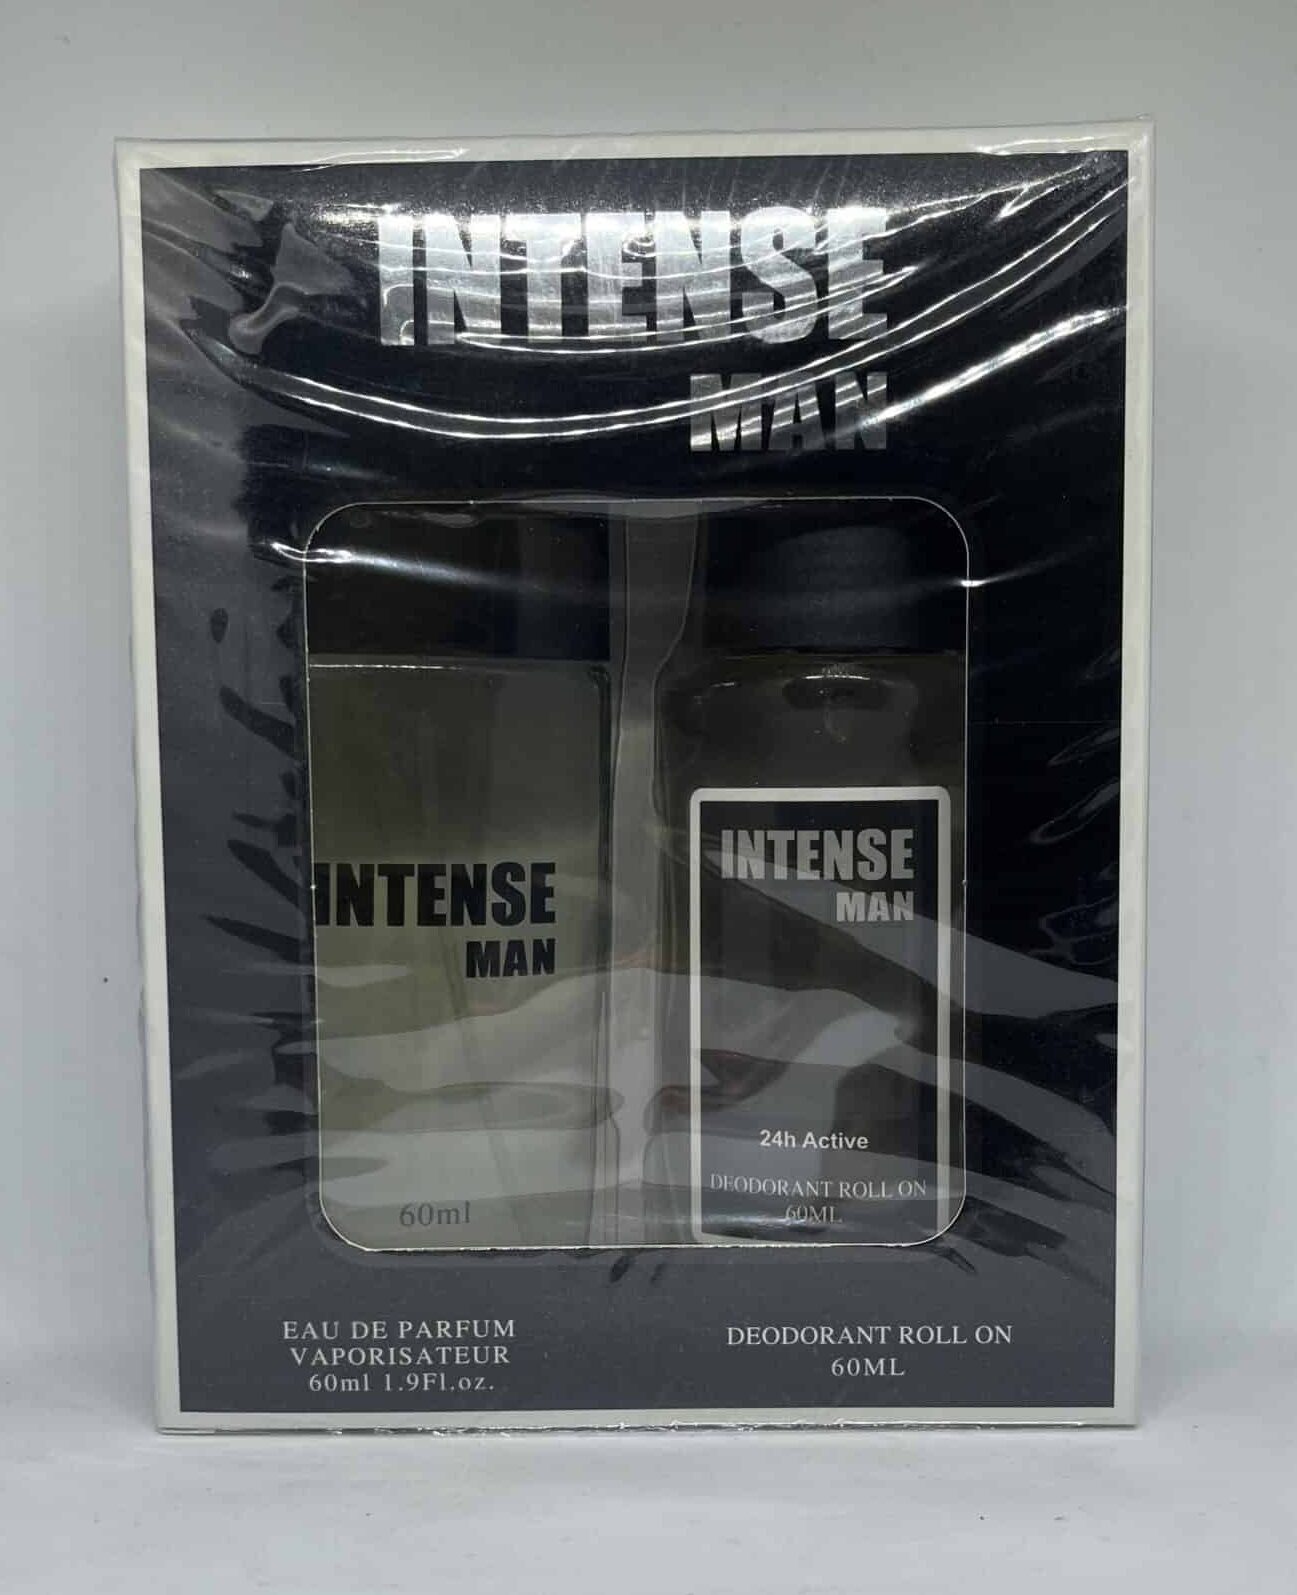 INTENSE
MAN
INTENSE
MAN
60ml
INTENSE
MAN
24h Active
DEODORANT ROLL ON
60ML
EAU DE PARFUM
VAPORISATEUR
60ml 1.9Fl.oz.
DEODORANT ROLL ON
60ML